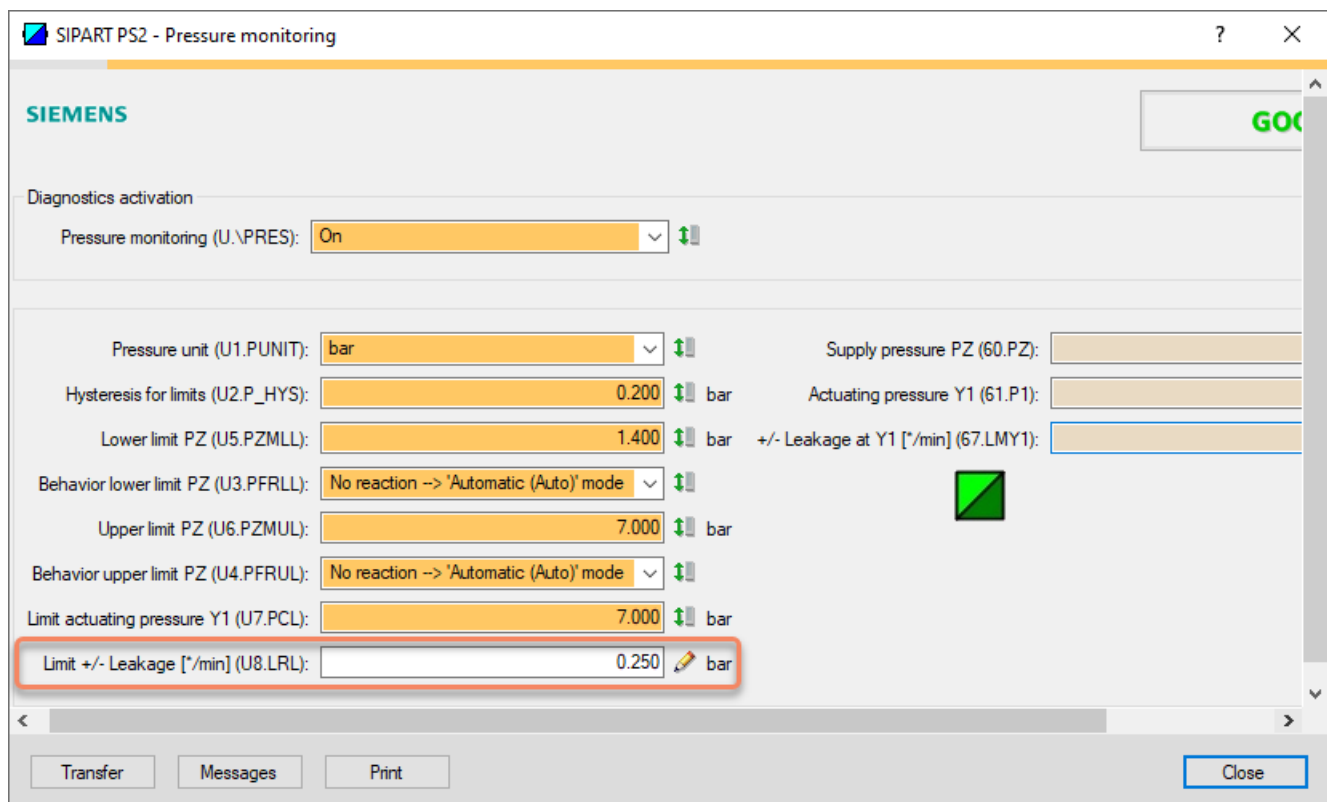 SIPART PS2 - Pressure monitoring
SIEMENS
GOO
Diagnostics activation
Pressure monitoring (U.\PRES): On
Pressure unit (U1.PUNIT): bar
Supply pressure PZ (60.PZ):
Hysteresis for limits (U2.P_HYS): 0.200 bar
Actuating pressure Y1 (61.P1):
Lower limit PZ (U5.PZMLL): 1.400 bar
+/- Leakage at Y1 [*/min] (67.LMY1):
Behavior lower limit PZ (U3.PFRLL): No reaction --> 'Automatic (Auto)' mode
Upper limit PZ (U6.PZMUL): 7.000 bar
Behavior upper limit PZ (U4.PFRUL): No reaction --> 'Automatic (Auto)' mode
Limit actuating pressure Y1 (U7.PCL): 7.000 bar
Limit +/- Leakage [*/min] (U8.LRL): 0.250 bar
Transfer Messages Print Close